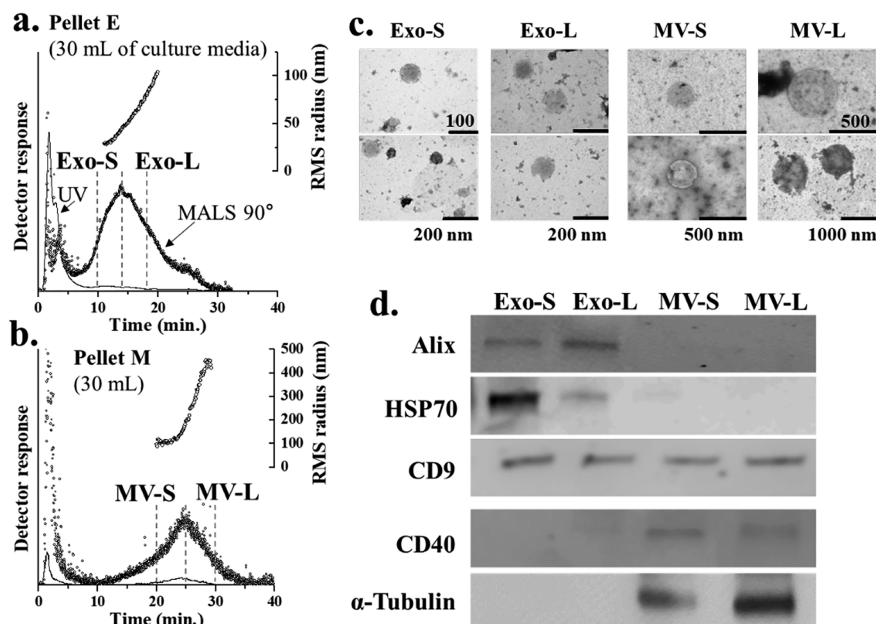 a.
Pellet E
(30 mL of culture media)
Detector response
Exo-S Exo-L
UV
MALS 90°
100
50
0
RMS radius (nm)
0 10 20 30 40
Time (min.)
b.
Pellet M
(30 mL)
Detector response
MV-S MV-L
500
400
300
200
100
0
RMS radius (nm)
0 10 20 30 40
Time (min.)
c.
Exo-S Exo-L MV-S MV-L
100 500
200 nm 200 nm 500 nm 1000 nm
d.
Exo-S Exo-L MV-S MV-L
Alix
HSP70
CD9
CD40
α-Tubulin